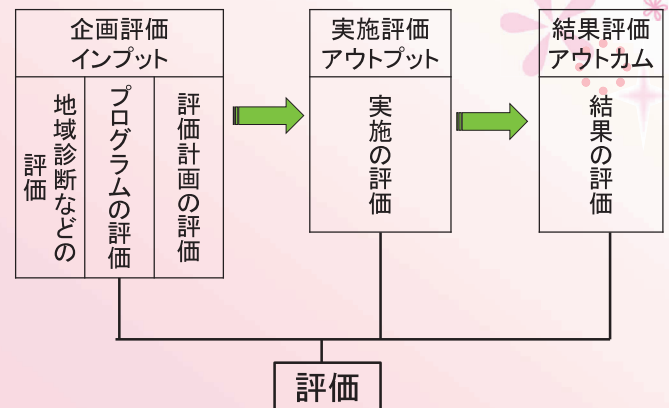 企画評価
インプット
地域診断などの
評価
プログラムの評価
評価計画の評価
実施評価
アウトプット
実施の評価
結果評価
アウトカム
結果の評価
評価